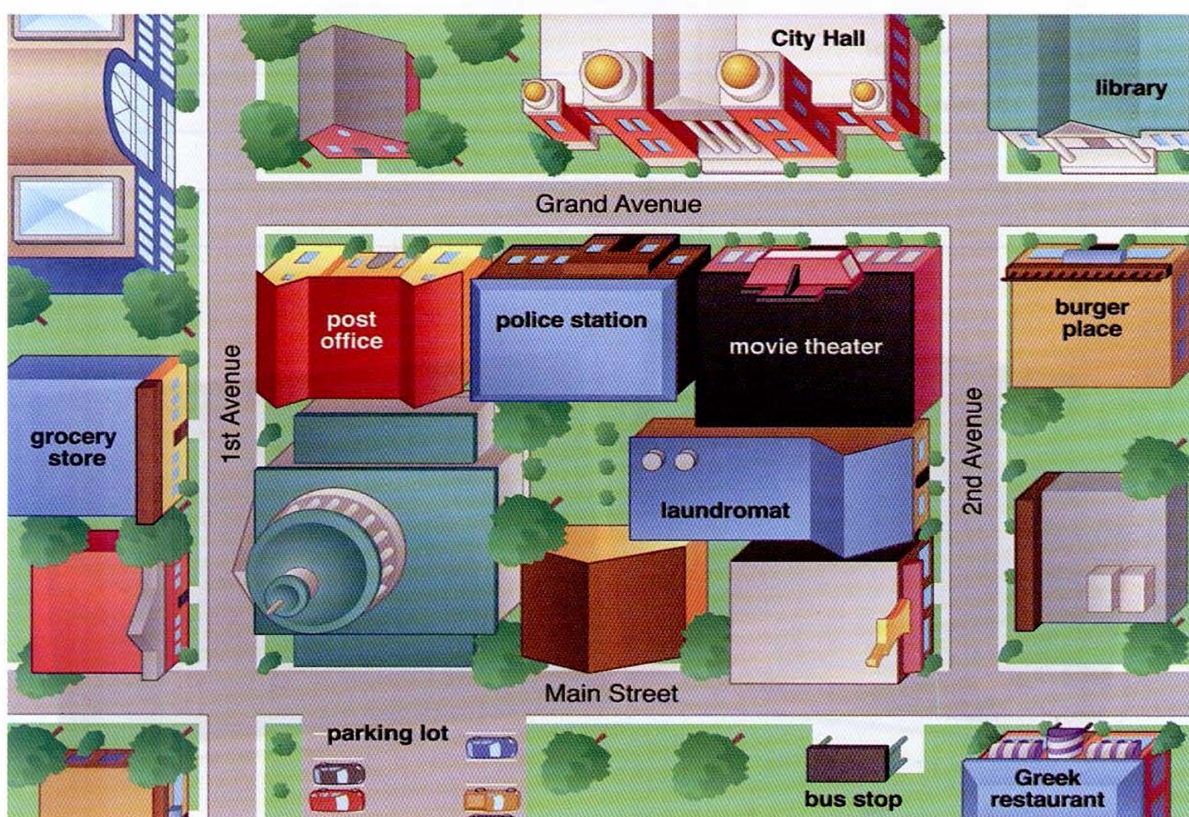 City Hall
library
Grand Avenue
post
office
police station
movie theater
burger
place
1st Avenue
grocery
store
2nd Avenue
laundromat
Main Street
parking lot
bus stop
Greek
restaurant